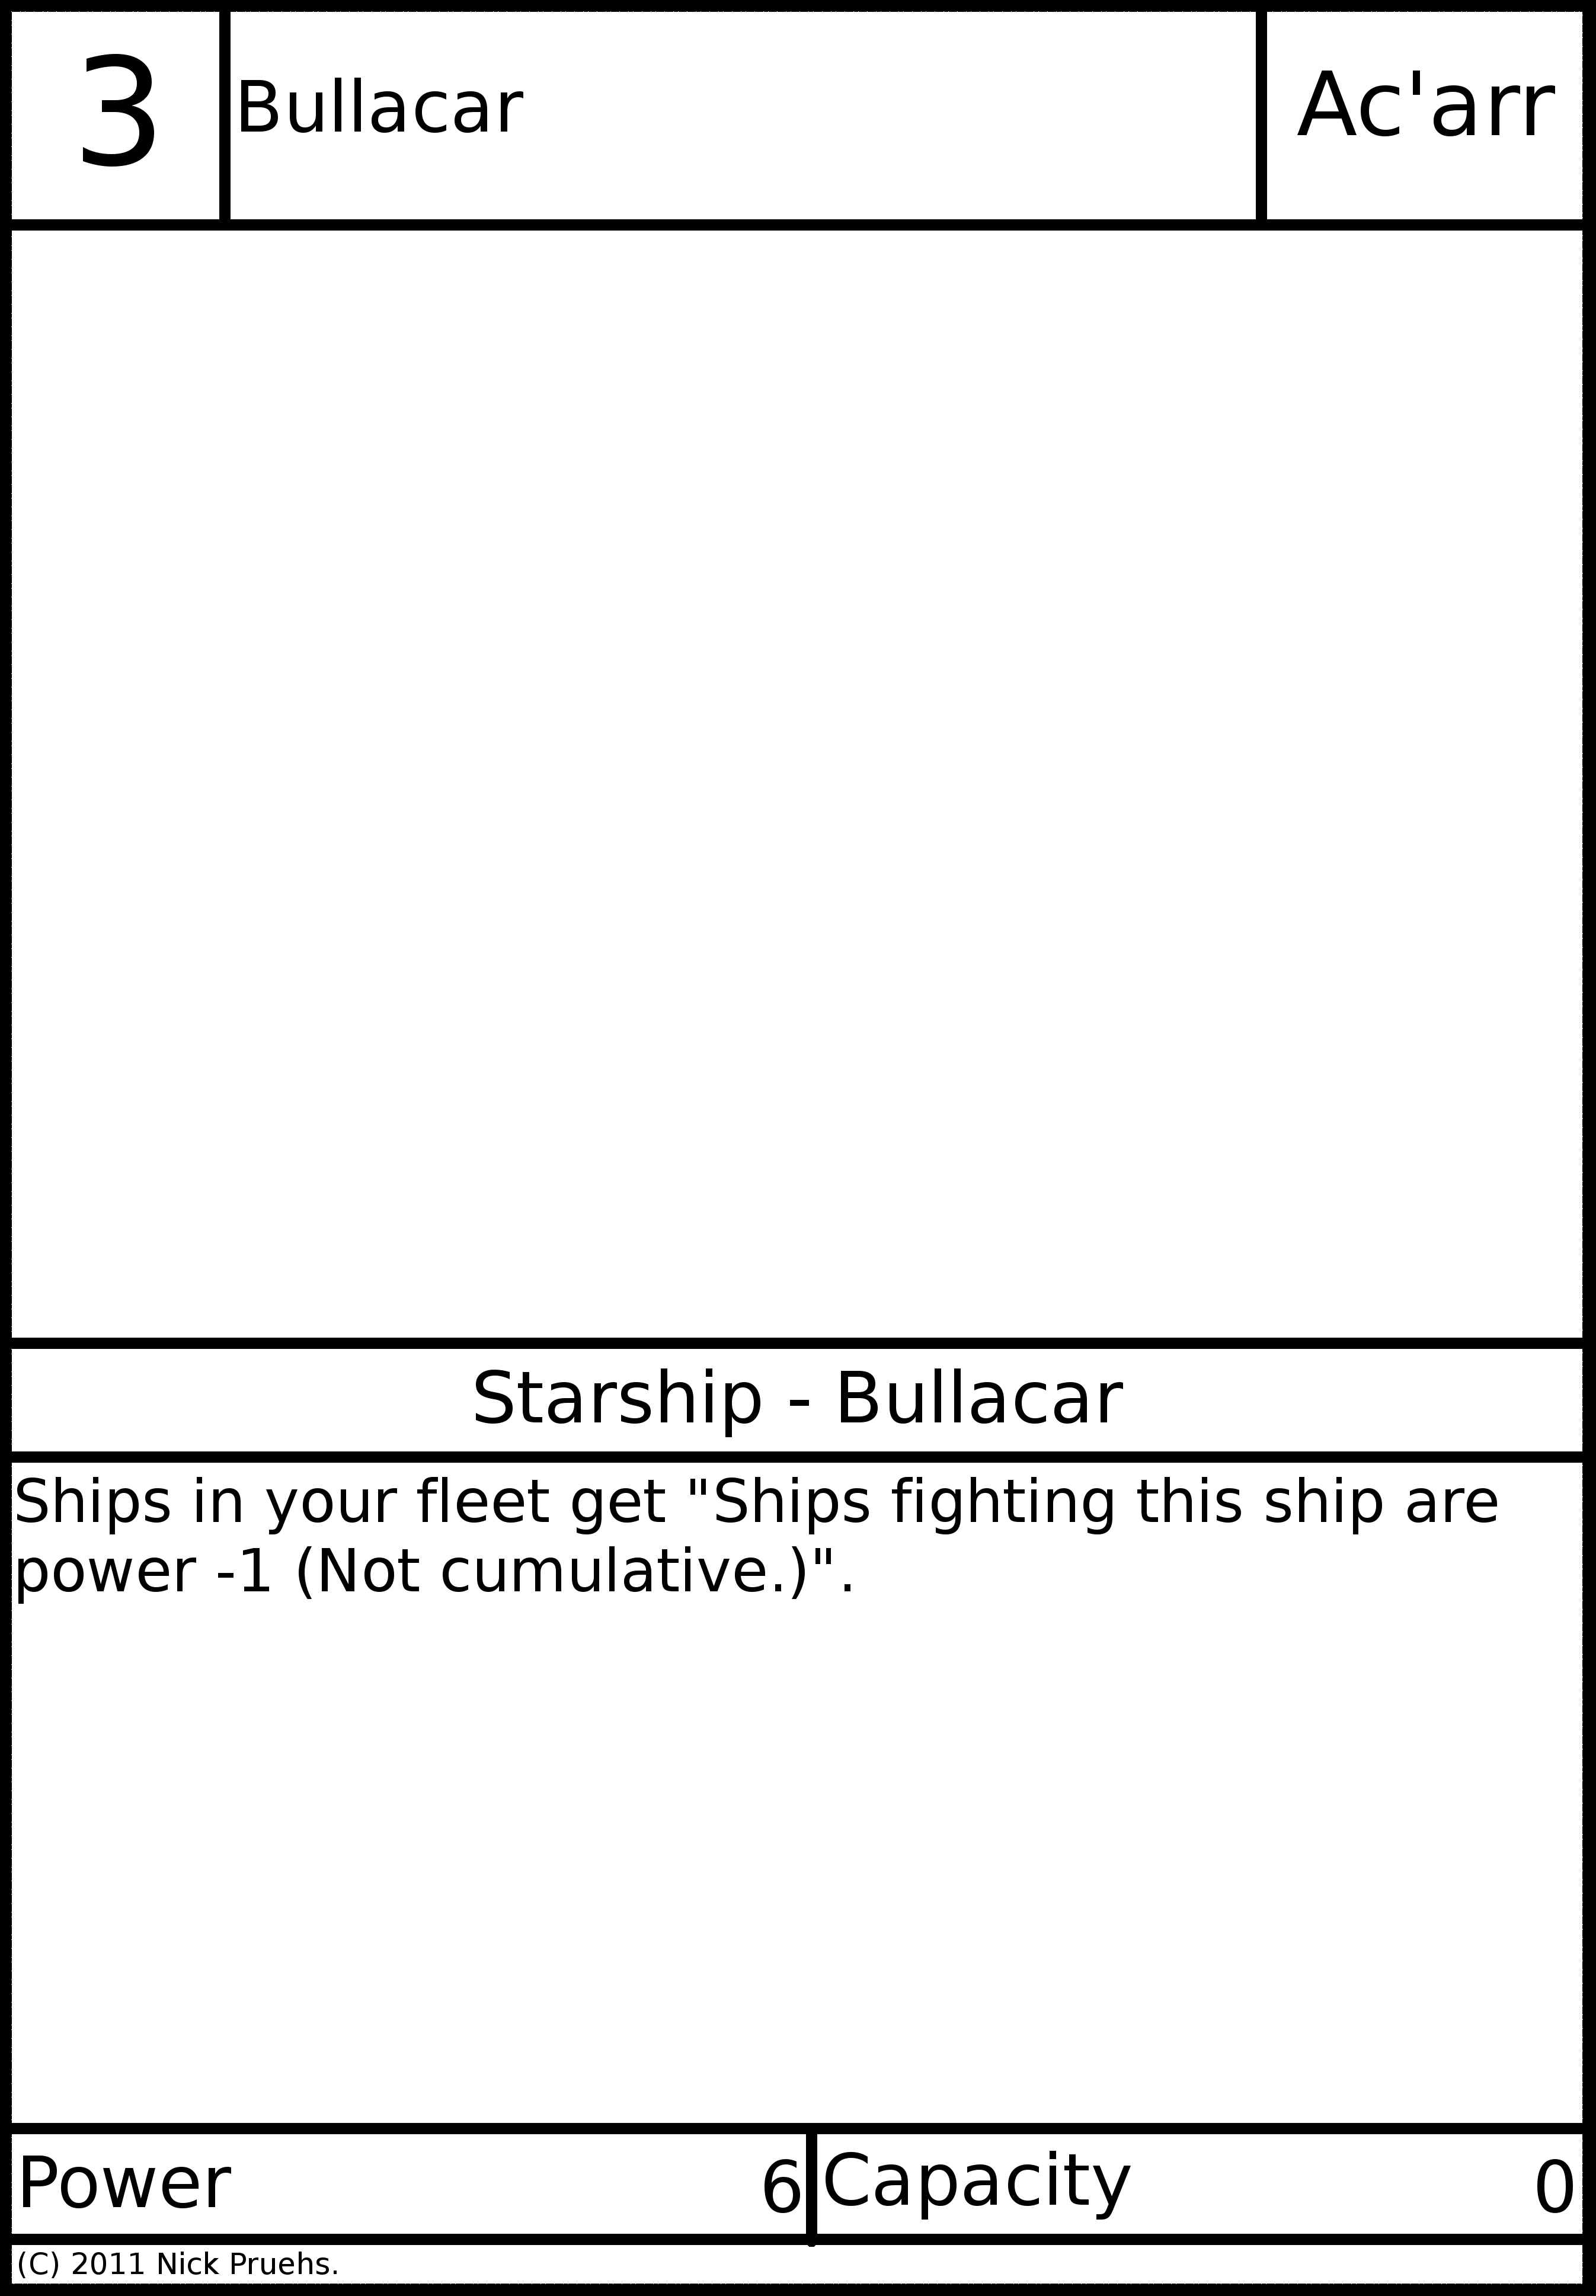 3
Bullacar
Ac'arr
Starship - Bullacar
Ships in your fleet get "Ships fighting this ship are
power -1 (Not cumulative.)".
Power 6
Capacity 0
(C) 2011 Nick Pruehs.